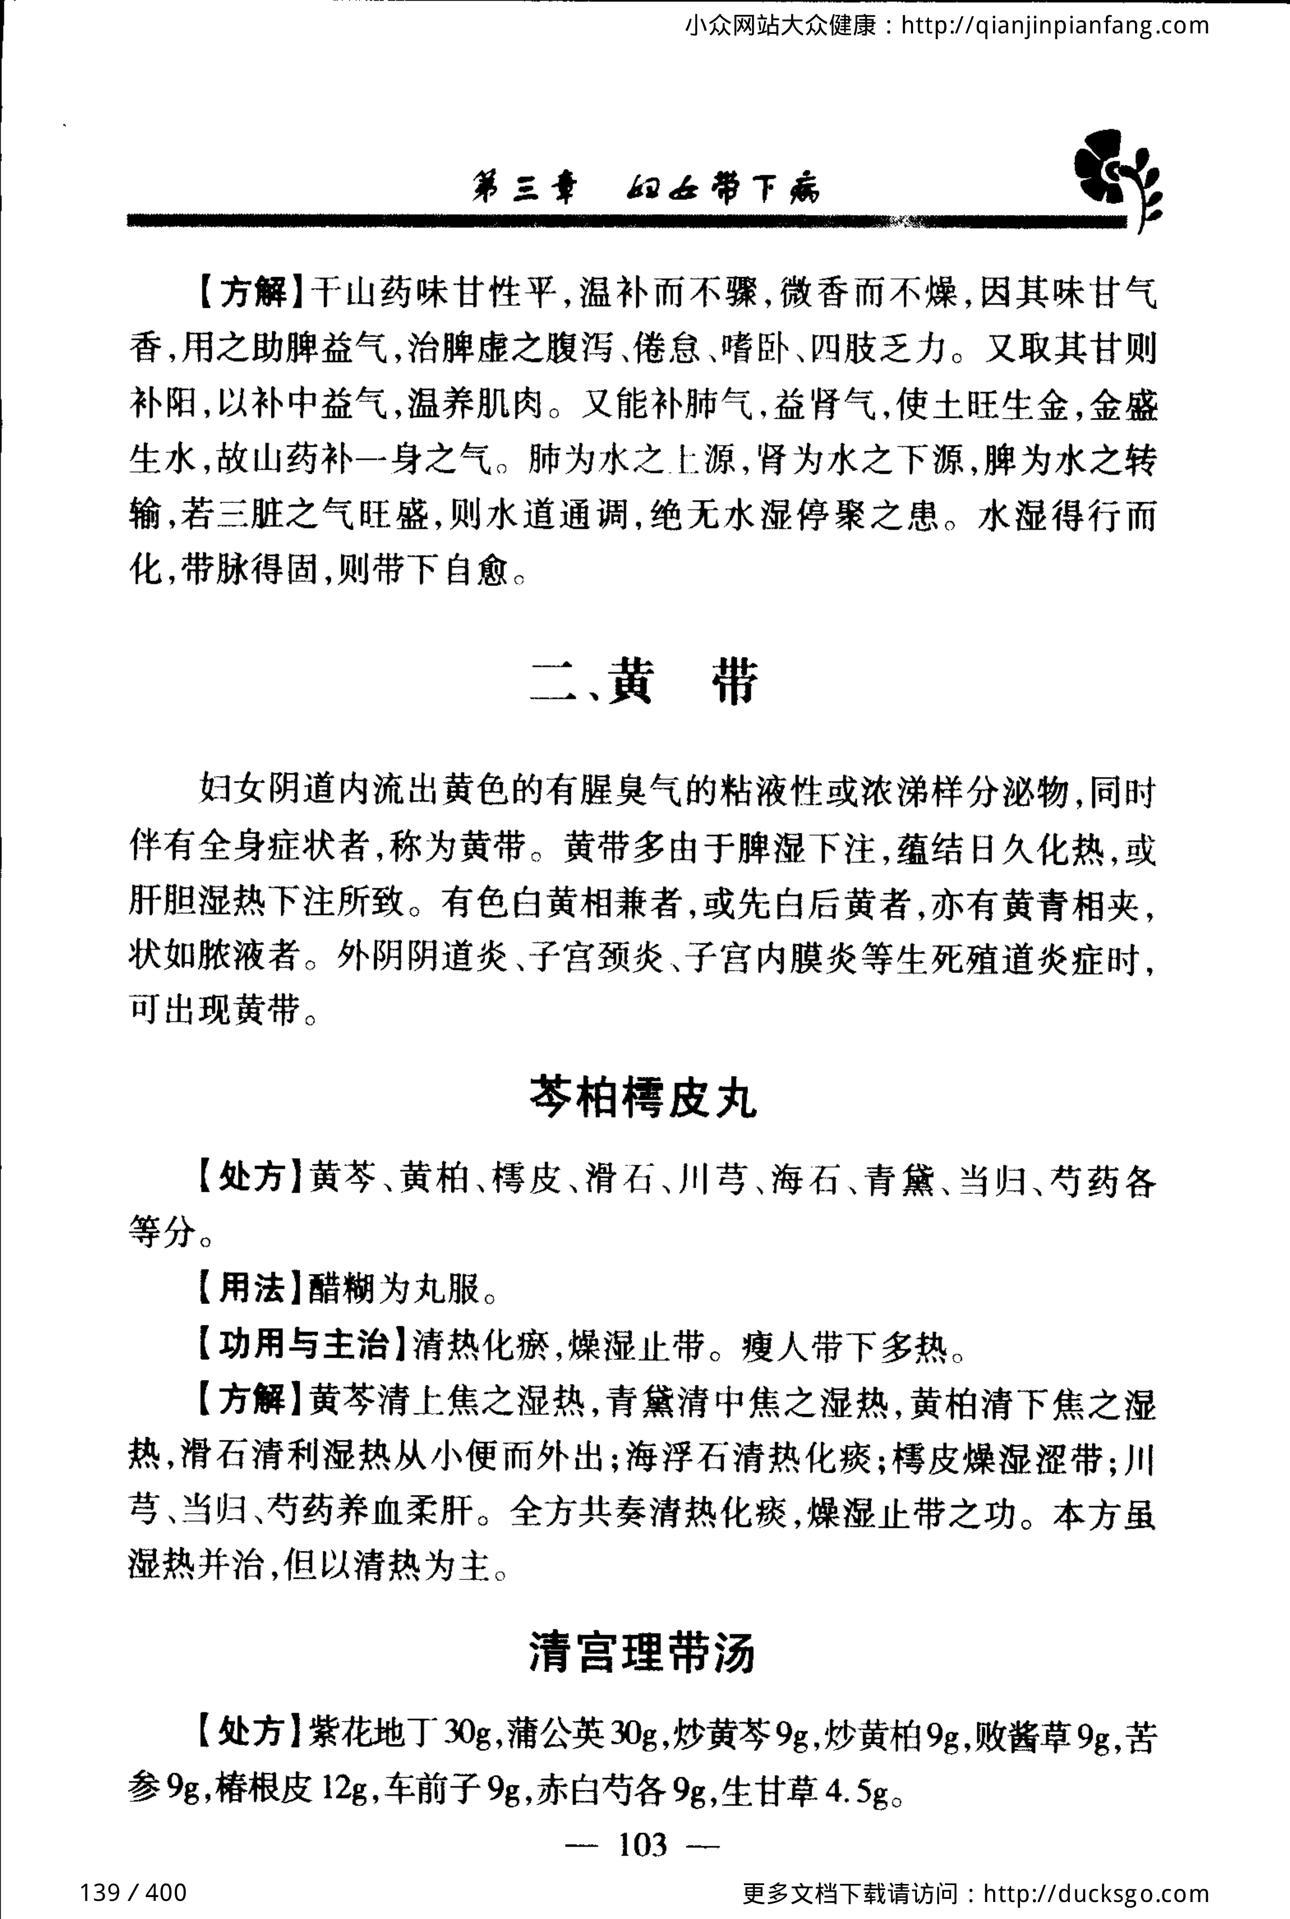 小众网站大众健康：http://qianjinpianfang.com
第三章 妇女带下病
【方解】干山药味甘性平，温补而不骤，微香而不燥，因其味甘气
香，用之助脾益气，治脾虚之腹泻、倦怠、嗜卧、四肢乏力。又取其甘则
补阳，以补中益气，温养肌肉。又能补肺气，益肾气，使土旺生金，金盛
生水，故山药补一身之气。肺为水之上源，肾为水之下源，脾为水之转
输，若三脏之气旺盛，则水道通调，绝无水湿停聚之患。水湿得行而
化，带脉得固，则带下自愈。
二、黄 带
妇女阴道内流出黄色的有腥臭气的粘液性或浓涕样分泌物，同时
伴有全身症状者，称为黄带。黄带多由于脾湿下注，蕴结日久化热，或
肝胆湿热下注所致。有色白黄相兼者，或先白后黄者，亦有黄青相夹，
状如脓液者。外阴阴道炎、子宫颈炎、子宫内膜炎等生死殖道炎症时，
可出现黄带。
芩柏樗皮丸
【处方】黄芩、黄柏、樗皮、滑石、川芎、海石、青黛、当归、芍药各
等分。
【用法】醋糊为丸服。
【功用与主治】清热化瘀，燥湿止带。瘦人带下多热。
【方解】黄芩清上焦之湿热，青黛清中焦之湿热，黄柏清下焦之湿
热，滑石清利湿热从小便而外出；海浮石清热化痰；樗皮燥湿涩带；川
芎、当归、芍药养血柔肝。全方共奏清热化痰，燥湿止带之功。本方虽
湿热并治，但以清热为主。
清宫理带汤
【处方】紫花地丁30g，蒲公英30g，炒黄芩9g，炒黄柏9g，败酱草9g，苦
参9g，椿根皮12g，车前子9g，赤白芍各9g，生甘草4.5g。
— 103 —
139 / 400
更多文档下载请访问：http://ducksgo.com